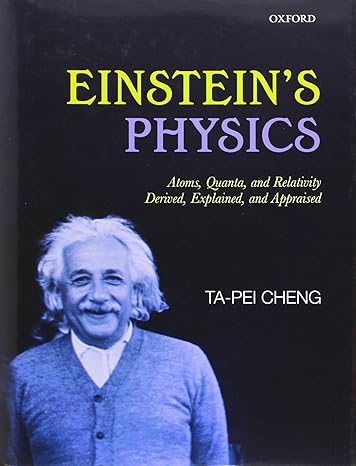 OXFORD
EINSTEIN'S
PHYSICS
Atoms, Quanta, and Relativity
Derived, Explained, and Appraised
TA-PEI CHENG